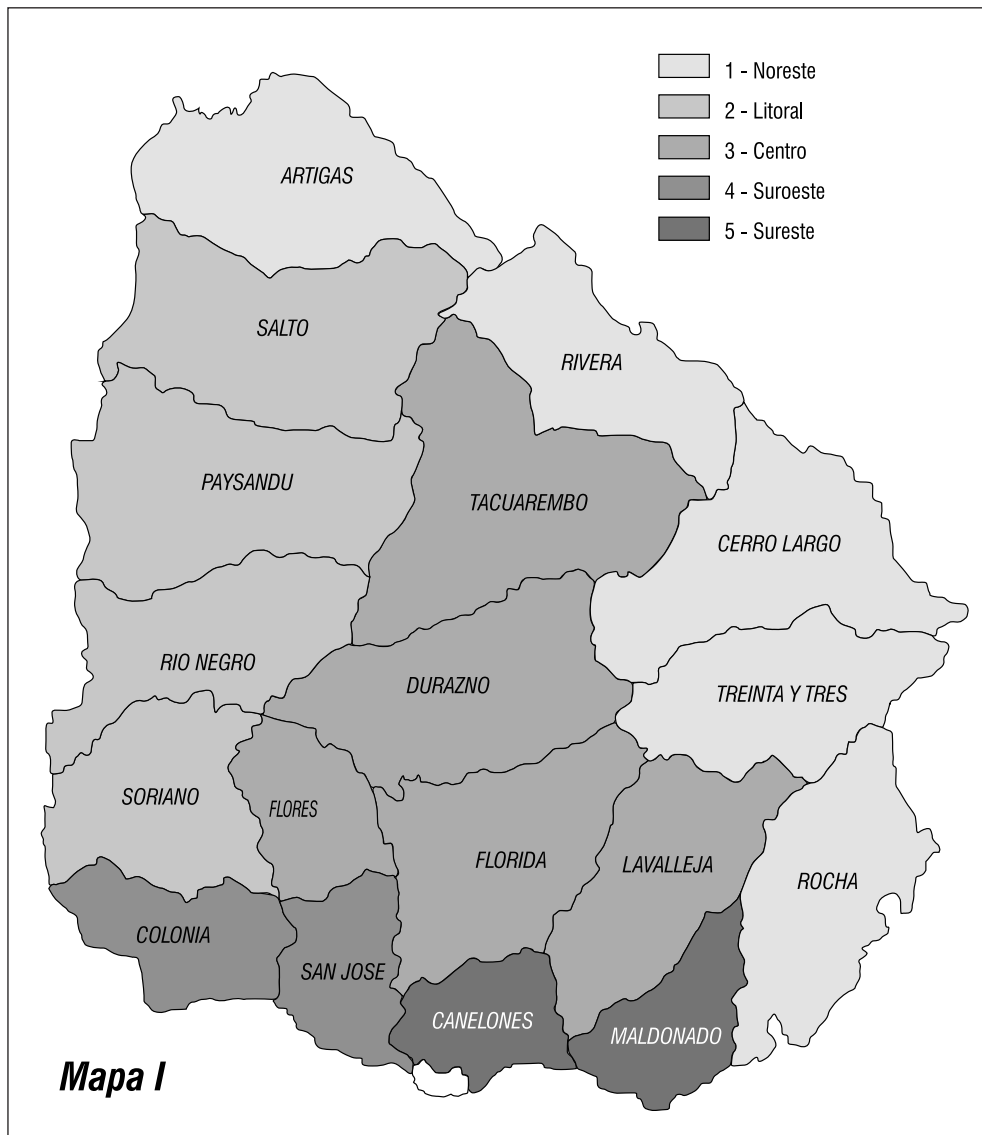 1 - Noreste
2 - Litoral
3 - Centro
4 - Suroeste
5 - Sureste
ARTIGAS
SALTO
RIVERA
PAYSANDU
TACUAREMBO
CERRO LARGO
RIO NEGRO
DURAZNO
TREINTA Y TRES
SORIANO
FLORES
FLORIDA
LAVALLEJA
ROCHA
COLONIA
SAN JOSE
CANELONES
MALDONADO
Mapa I